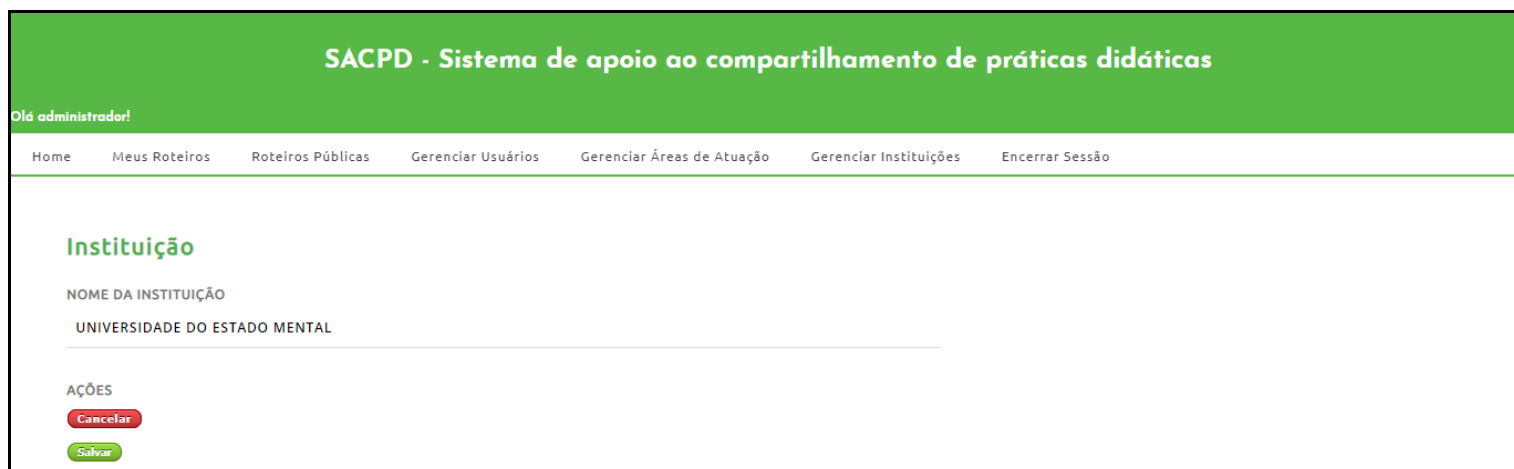 SACPD - Sistema de apoio ao compartilhamento de práticas didáticas
Olá administrador!
Home Meus Roteiros Roteiros Públicas Gerenciar Usuários Gerenciar Áreas de Atuação Gerenciar Instituições Encerrar Sessão
Instituição
NOME DA INSTITUIÇÃO
UNIVERSIDADE DO ESTADO MENTAL
AÇÕES
Cancelar
Salvar